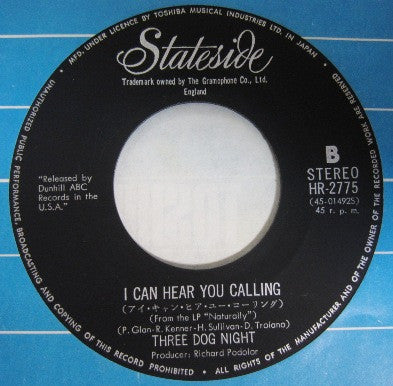 • MFD. UNDER LICENCE BY TOSHIBA MUSICAL INDUSTRIES LTD. IN JAPAN •
ALL RIGHTS OF THE MANUFACTURER AND OF THE OWNER OF THE RECORDED WORK ARE RESERVED.
UNAUTHORIZED PUBLIC PERFORMANCE, BROADCASTING AND COPYING OF THIS RECORD PROHIBITED
Stateside
Trademark owned by The Gramophone Co., Ltd.
England
"Released by
Dunhill ABC
Records in the
U.S.A."
B
STEREO
HR-2775
(45-01492S)
45 r. p. m.
I CAN HEAR YOU CALLING
(アイ・キャン・ヒア・ユー・コーリング)
(From the LP "Naturally")
(P. Glan-R. Kenner-H. Sullivan-D. Troiano)
THREE DOG NIGHT
Producer: Richard Podolor